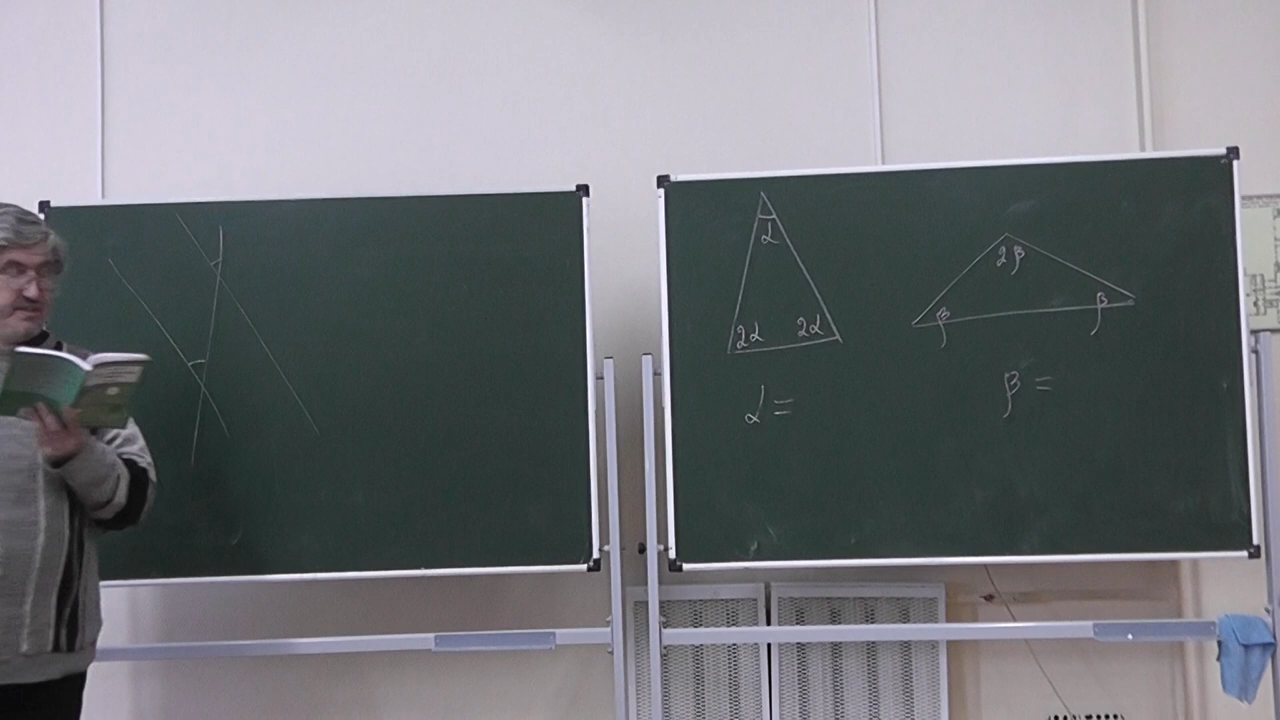 α
2α 2α
α =
2β
β β
β =